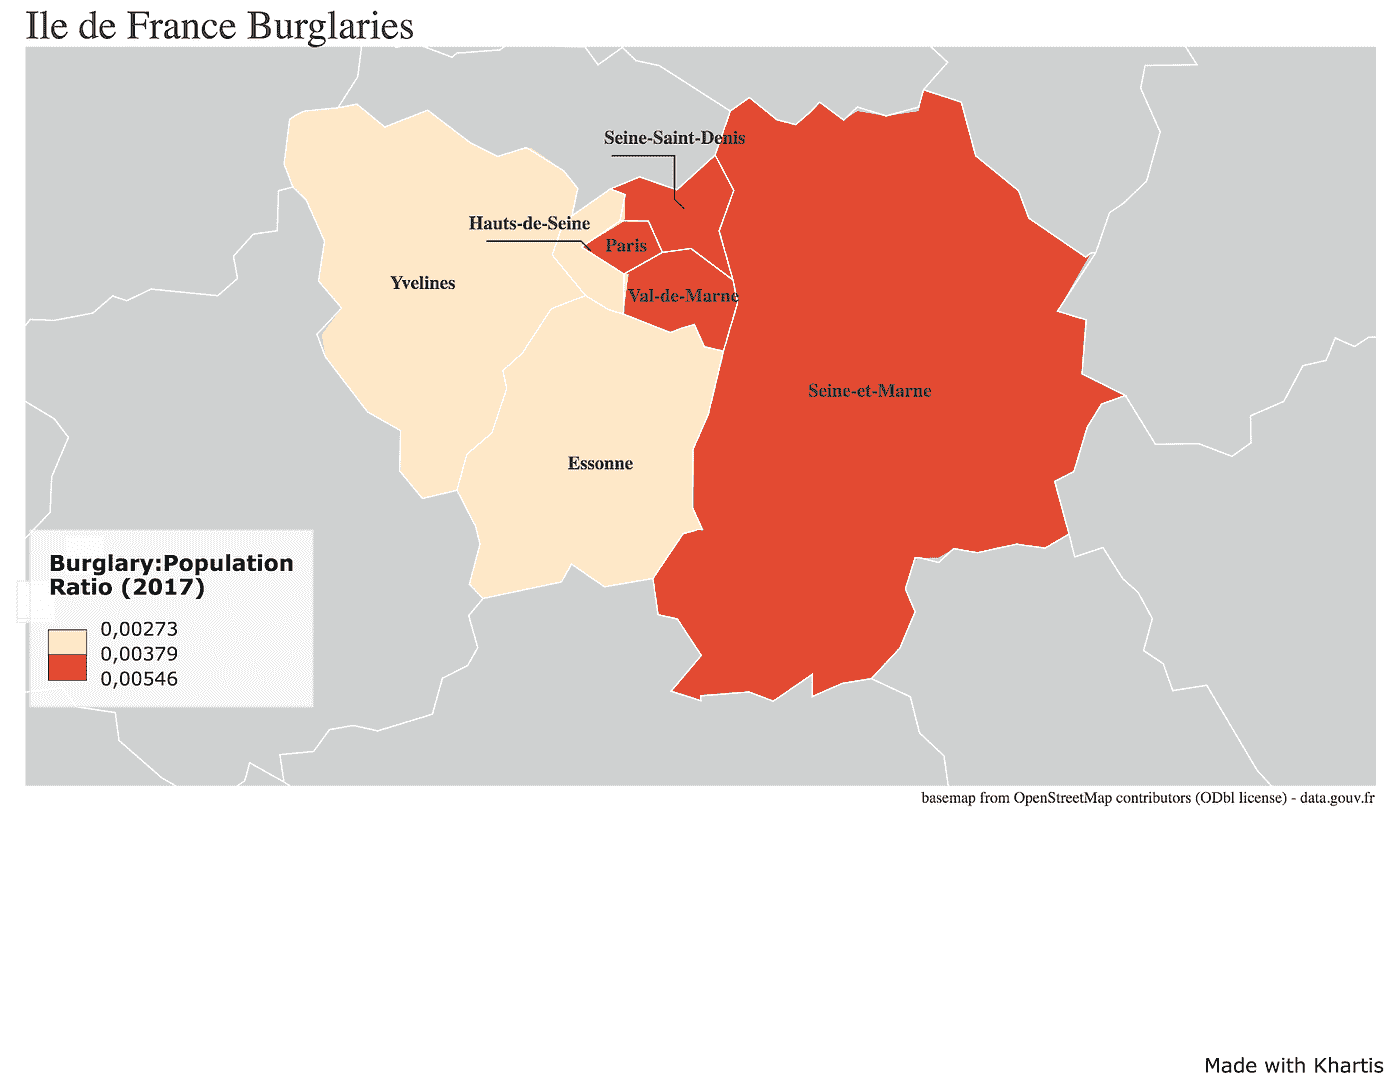 Ile de France Burglaries
Seine-Saint-Denis
Hauts-de-Seine
Paris
Yvelines
Val-de-Marne
Seine-et-Marne
Essonne
Burglary:Population
Ratio (2017)
0,00273
0,00379
0,00546
basemap from OpenStreetMap contributors (ODbl license) - data.gouv.fr
Made with Khartis